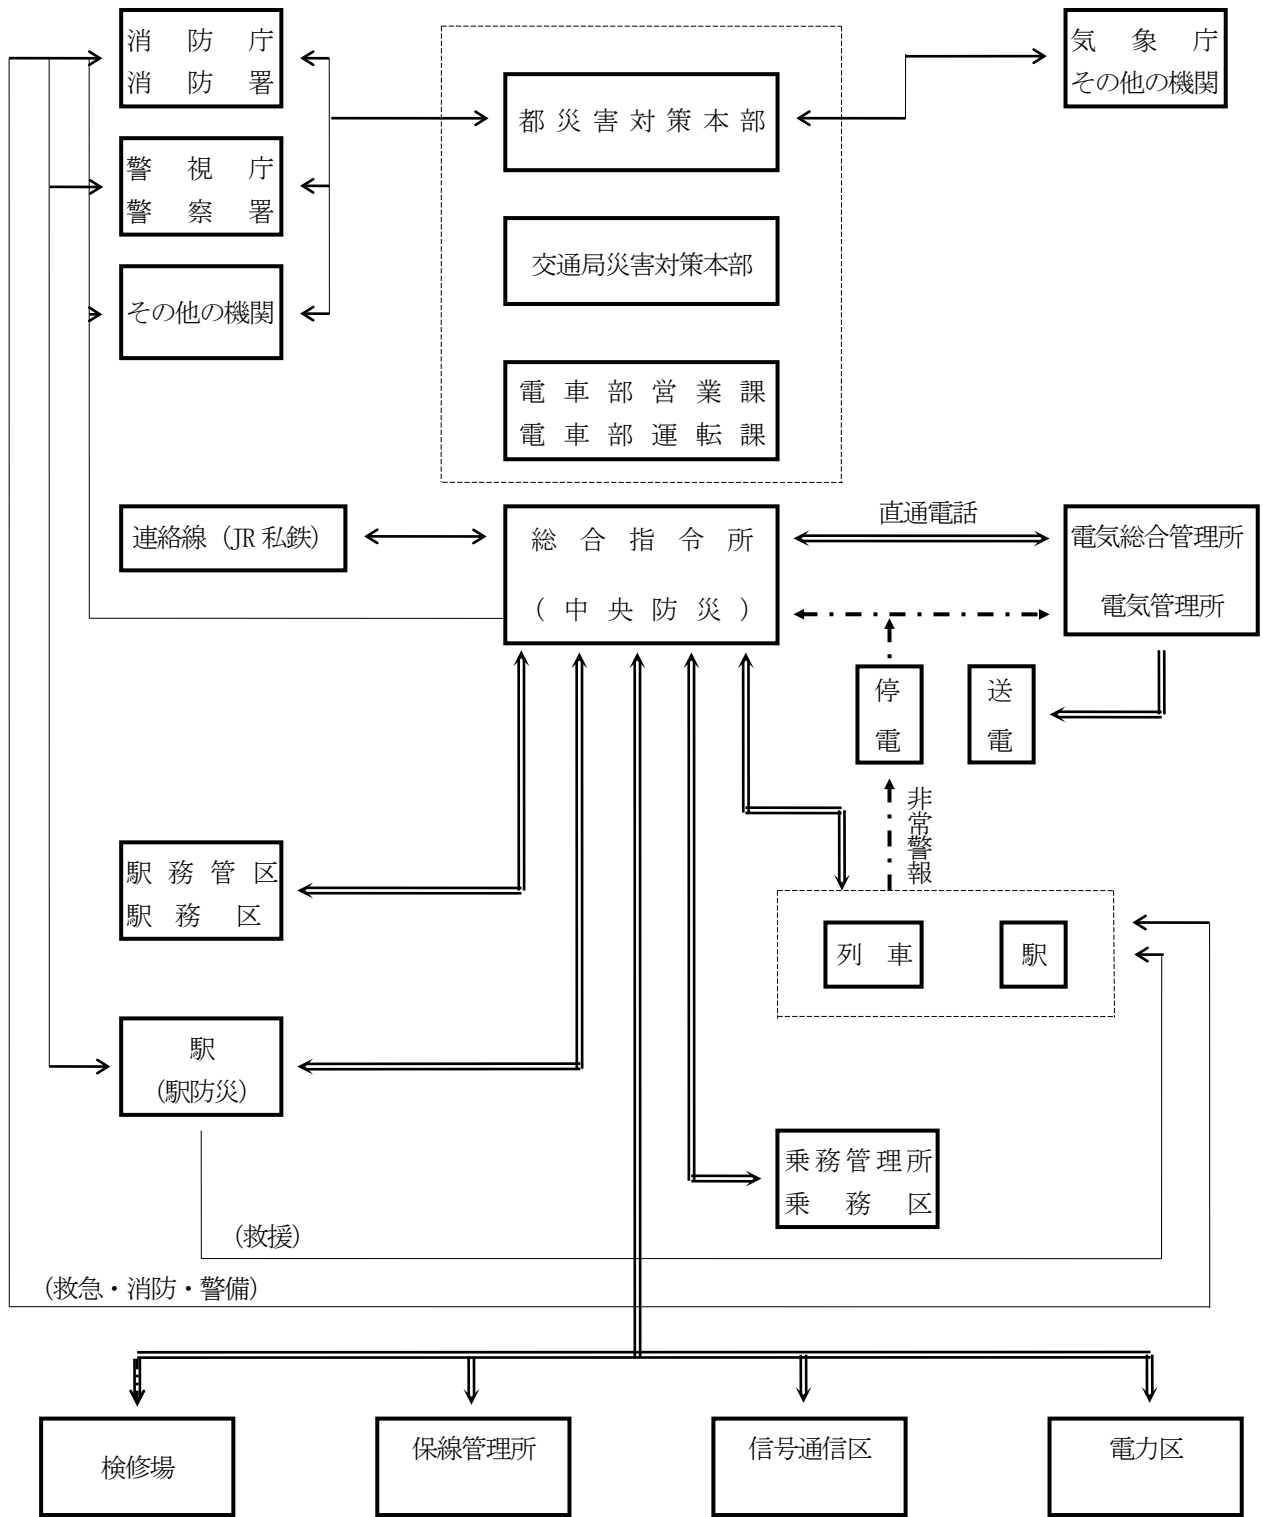 消防庁
消防署
気象庁
その他の機関
都災害対策本部
警視庁
警察署
交通局災害対策本部
その他の機関
電車部営業課
電車部運転課
連絡線（JR私鉄）
総合指令所
(中央防災)
直通電話
電気総合管理所
電気管理所
停電
送電
非常警報
駅務管区
駅務区
列車
駅
駅
(駅防災)
乗務管理所
乗務区
(救援)
(救急・消防・警備)
検修場
保線管理所
信号通信区
電力区